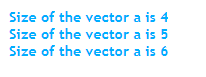 Size of the vector a is 4
Size of the vector a is 5
Size of the vector a is 6